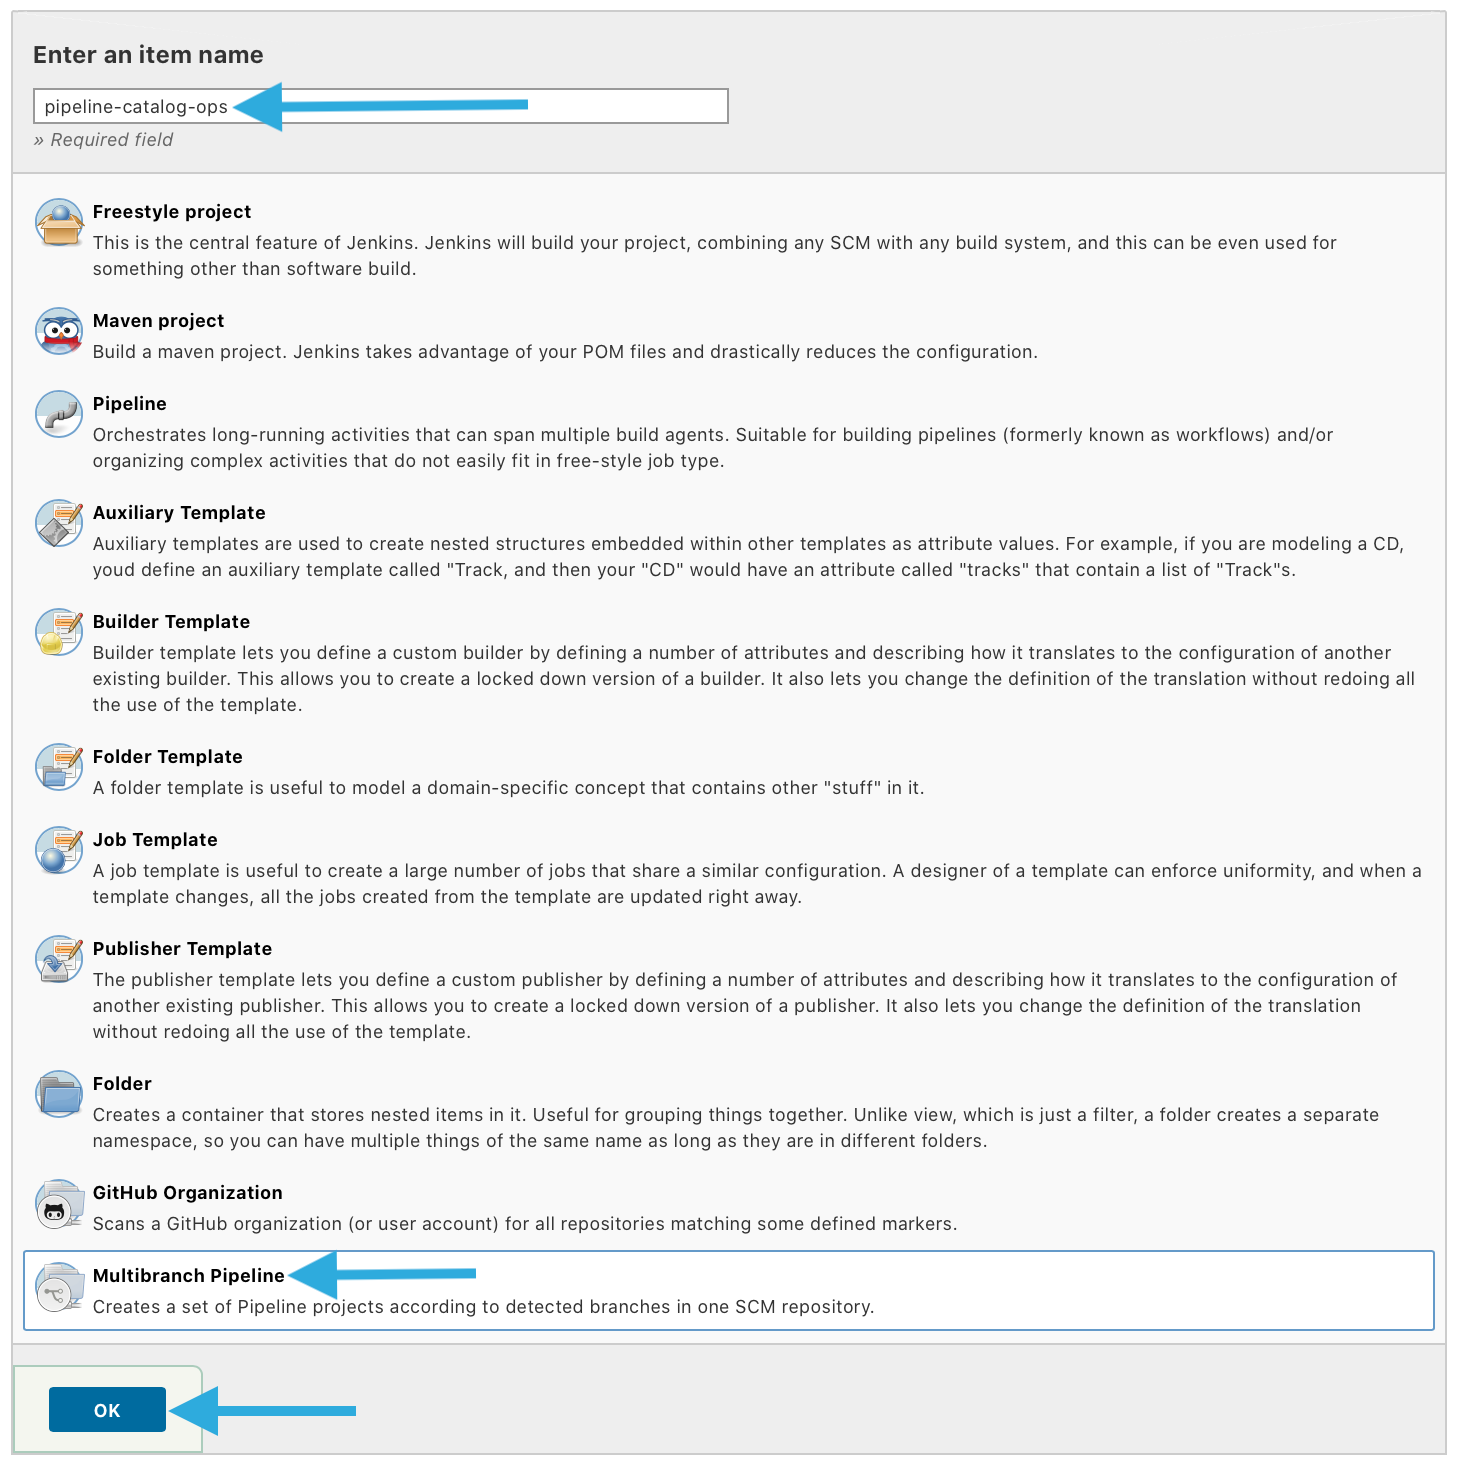 Enter an item name
pipeline-catalog-ops
» Required field
Freestyle project
This is the central feature of Jenkins. Jenkins will build your project, combining any SCM with any build system, and this can be even used for
something other than software build.
Maven project
Build a maven project. Jenkins takes advantage of your POM files and drastically reduces the configuration.
Pipeline
Orchestrates long-running activities that can span multiple build agents. Suitable for building pipelines (formerly known as workflows) and/or
organizing complex activities that do not easily fit in free-style job type.
Auxiliary Template
Auxiliary templates are used to create nested structures embedded within other templates as attribute values. For example, if you are modeling a CD,
youd define an auxiliary template called "Track, and then your "CD" would have an attribute called "tracks" that contain a list of "Track"s.
Builder Template
Builder template lets you define a custom builder by defining a number of attributes and describing how it translates to the configuration of another
existing builder. This allows you to create a locked down version of a builder. It also lets you change the definition of the translation without redoing all
the use of the template.
Folder Template
A folder template is useful to model a domain-specific concept that contains other "stuff" in it.
Job Template
A job template is useful to create a large number of jobs that share a similar configuration. A designer of a template can enforce uniformity, and when a
template changes, all the jobs created from the template are updated right away.
Publisher Template
The publisher template lets you define a custom publisher by defining a number of attributes and describing how it translates to the configuration of
another existing publisher. This allows you to create a locked down version of a publisher. It also lets you change the definition of the translation
without redoing all the use of the template.
Folder
Creates a container that stores nested items in it. Useful for grouping things together. Unlike view, which is just a filter, a folder creates a separate
namespace, so you can have multiple things of the same name as long as they are in different folders.
GitHub Organization
Scans a GitHub organization (or user account) for all repositories matching some defined markers.
Multibranch Pipeline
Creates a set of Pipeline projects according to detected branches in one SCM repository.
OK